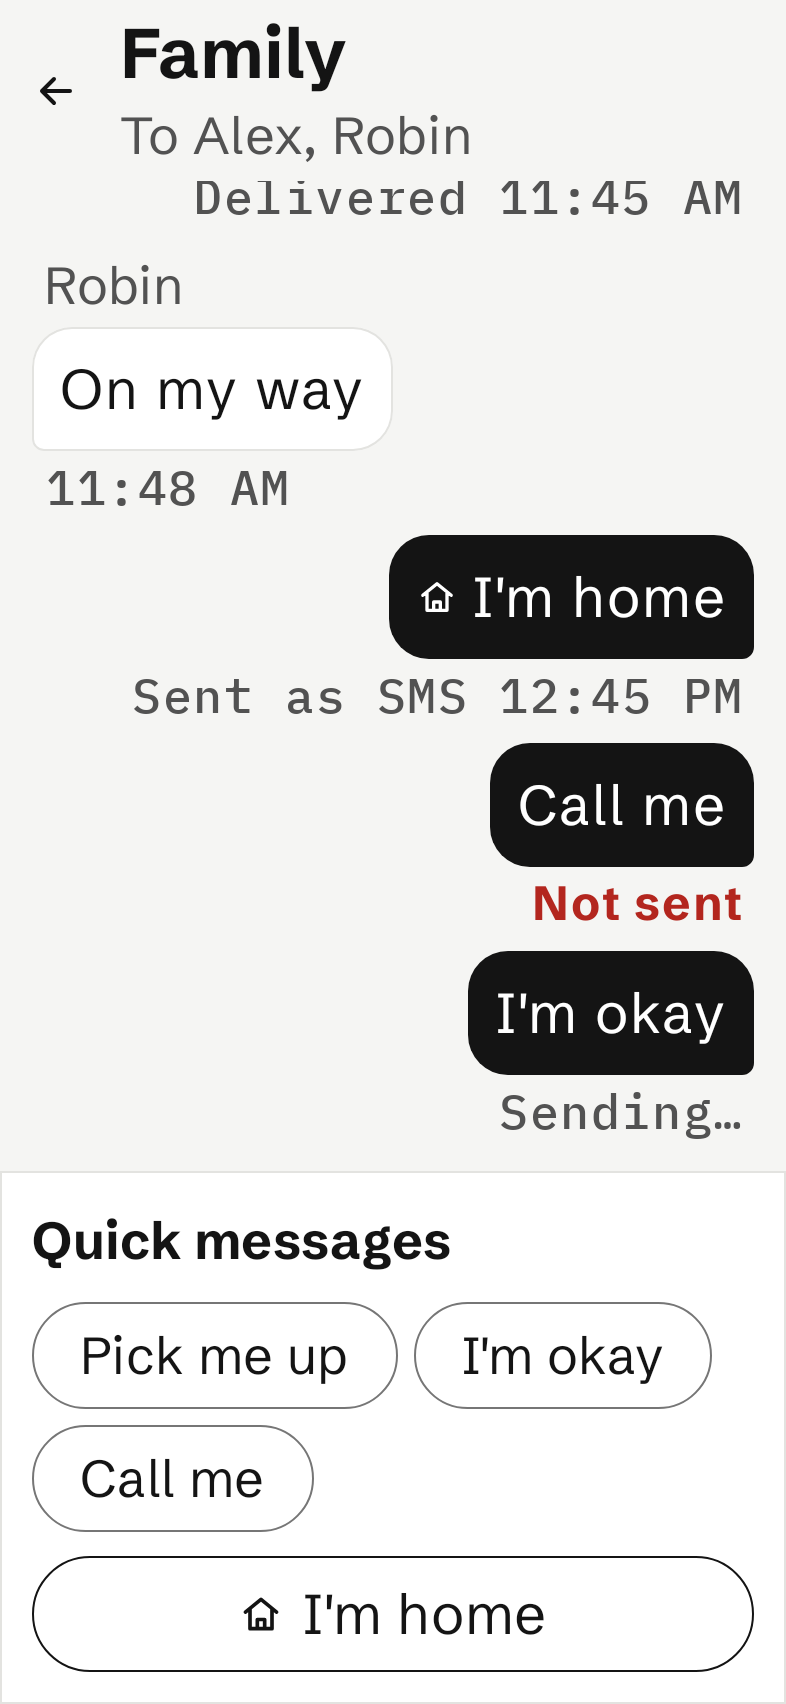 Family
To Alex, Robin
Delivered 11:45 AM
Robin
On my way
11:48 AM
I'm home
Sent as SMS 12:45 PM
Call me
Not sent
I'm okay
Sending…
Quick messages
Pick me up
I'm okay
Call me
I'm home